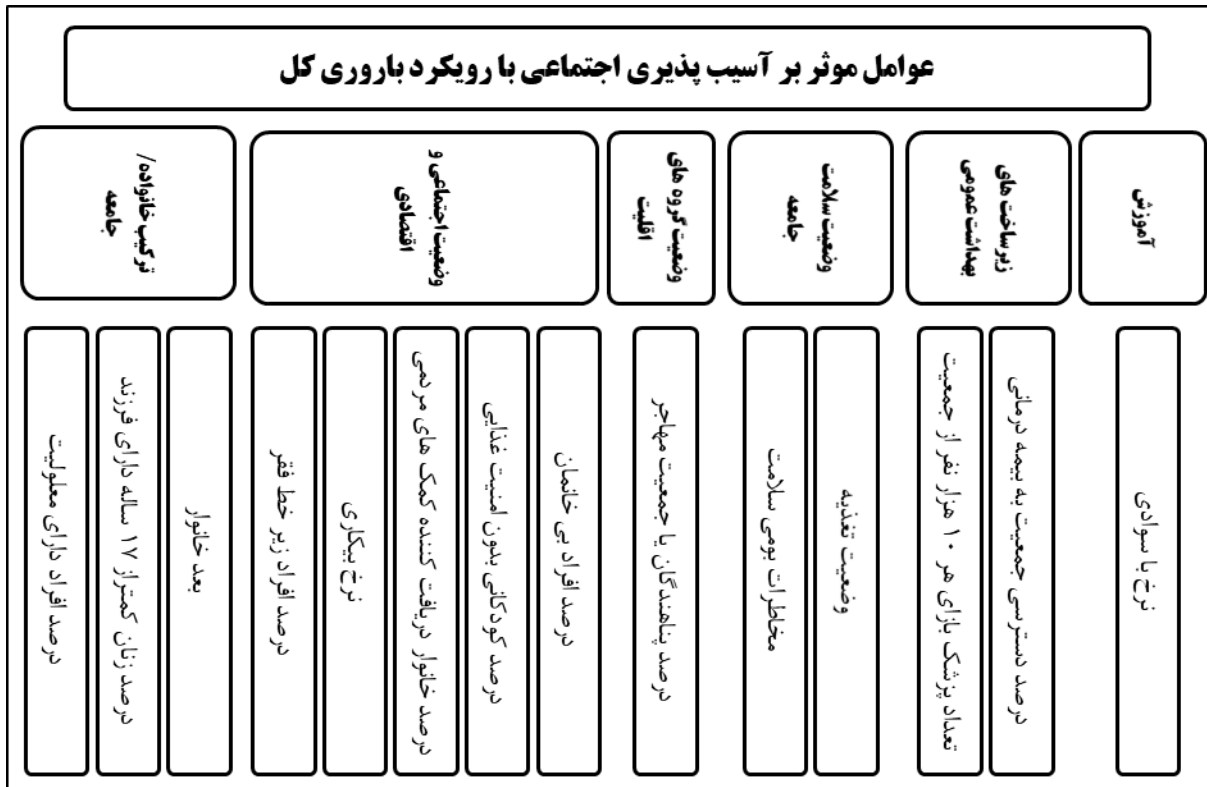 عوامل موثر بر آسیب پذیری اجتماعی با رویکرد باروری کل
آموزش
زیرساخت های
بهداشت عمومی
وضعیت سلامت
جامعه
وضعیت گروه های
اقلیت
وضعیت اجتماعی و
اقتصادی
ترکیب خانواده/
جامعه
نرخ با سوادی
درصد دسترسی جمعیت به بیمه درمانی
تعداد پزشک بازای هر ۱۰ هزار نفر از جمعیت
وضعیت تغذیه
مخاطرات بومی سلامت
درصد پناهندگان یا جمعیت مهاجر
درصد افراد بی خانمان
درصد کودکانی بدون امنیت غذایی
درصد خانوار دریافت کننده کمک های مردمی
نرخ بیکاری
درصد افراد زیر خط فقر
بعد خانوار
درصد زنان کمتراز ۱۷ ساله دارای فرزند
درصد افراد دارای معلولیت